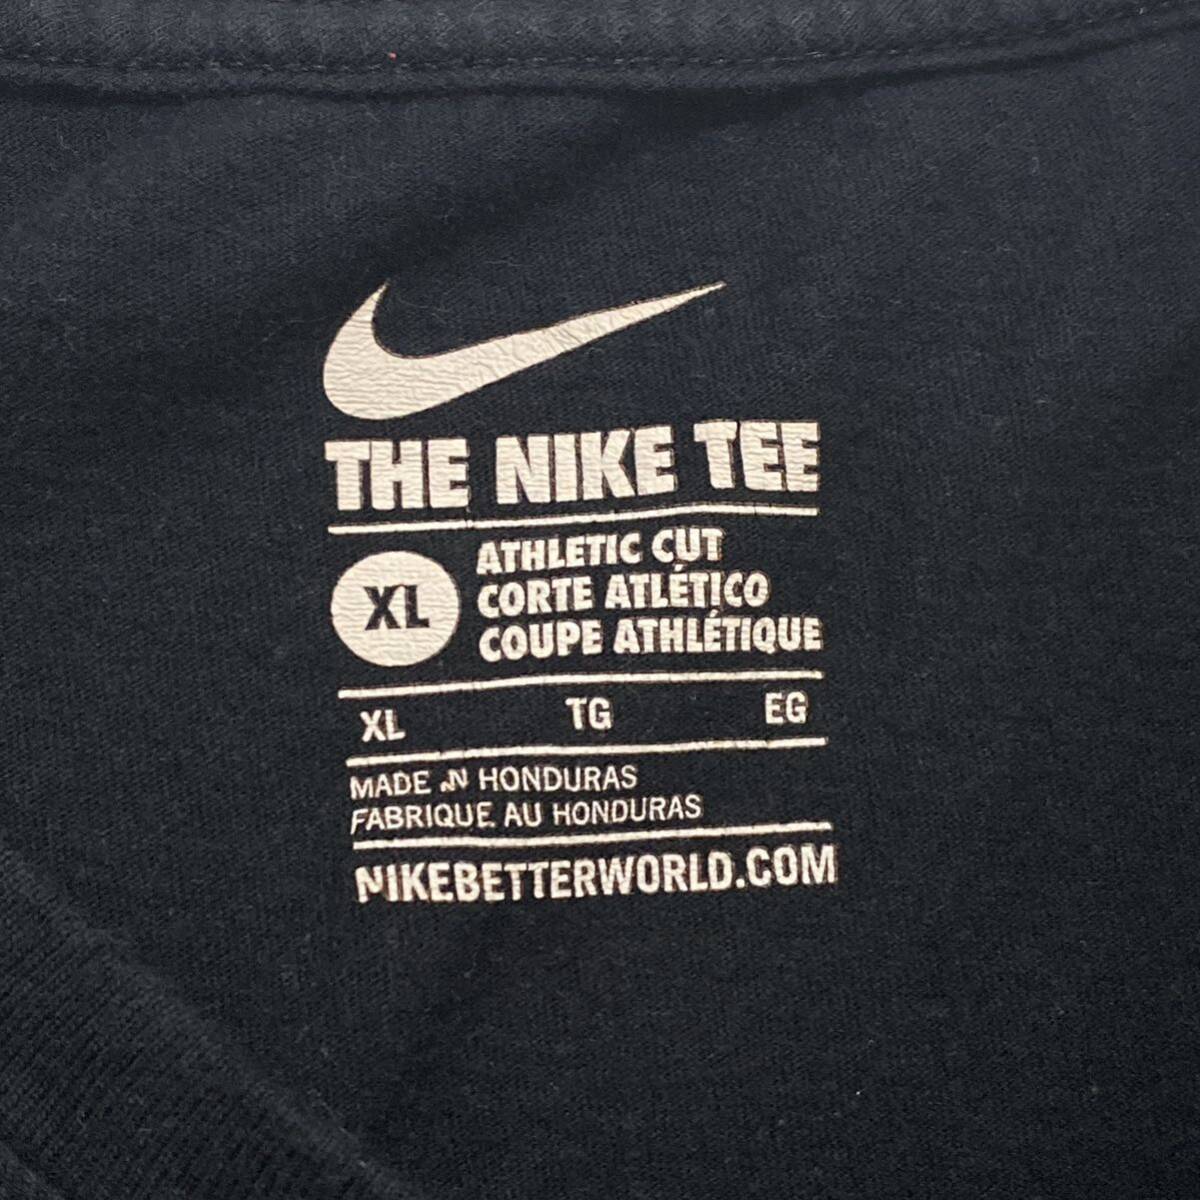 THE NIKE TEE
XL
ATHLETIC CUT
CORTE ATLÉTICO
COUPE ATHLÉTIQUE
XL TG EG
MADE IN HONDURAS
FABRIQUE AU HONDURAS
NIKEBETTERWORLD.COM